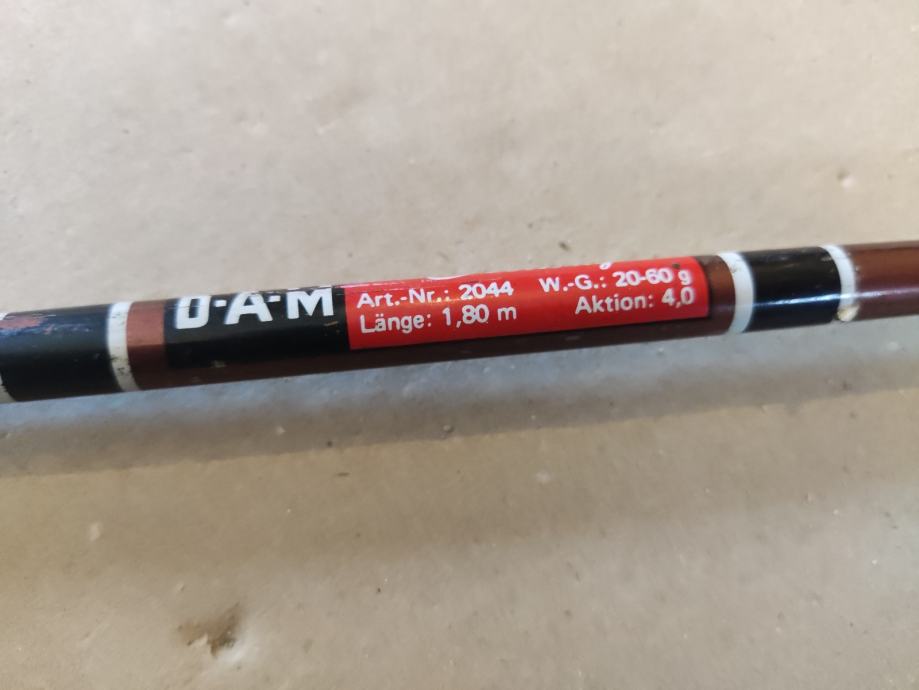 D·A·M
Art.-Nr.: 2044 W.-G.: 20-60 g
Länge: 1,80 m Aktion: 4,0